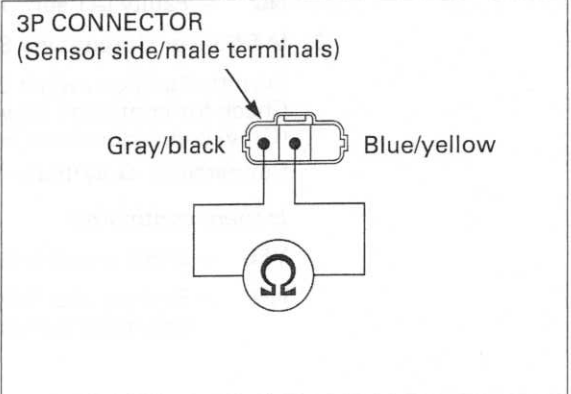 3P CONNECTOR
(Sensor side/male terminals)
Gray/black
Blue/yellow
Ω